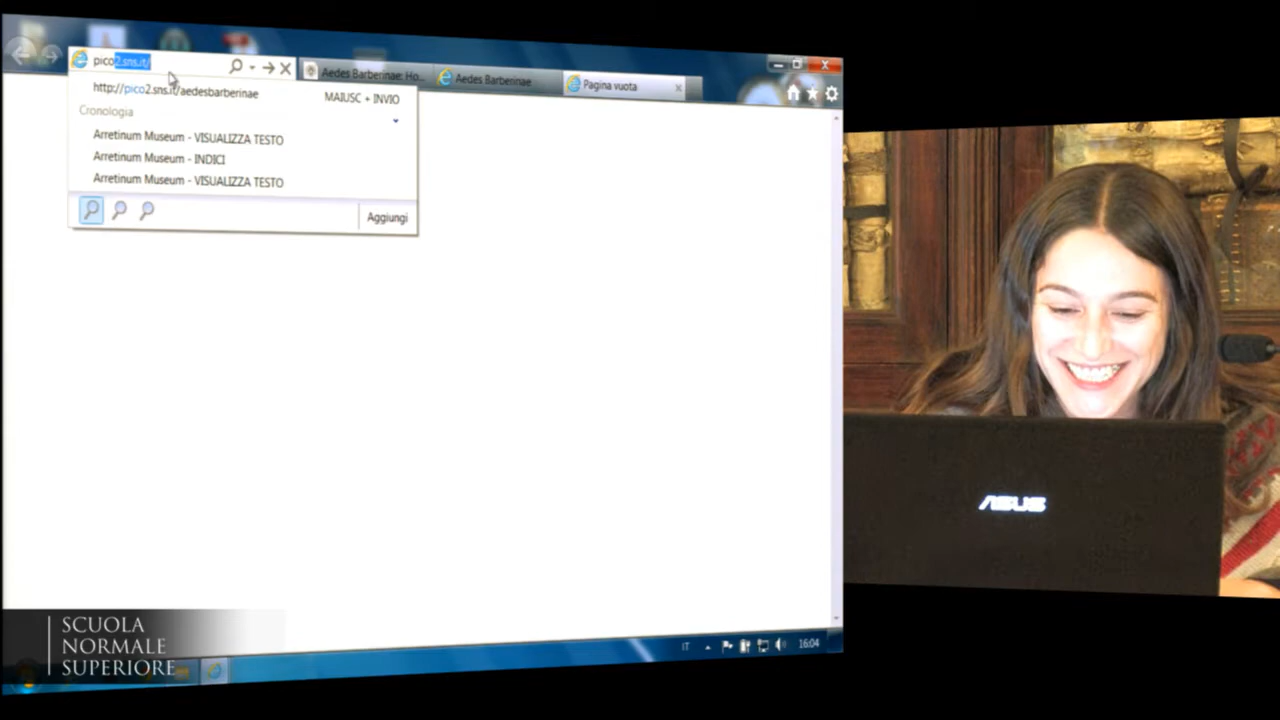 pico2.sns.it/
Aedes Barberinae: Ho...
Aedes Barberinae
Pagina vuota
http://pico2.sns.it/aedesbarberinae
MAIUSC + INVIO
Cronologia
Arretinum Museum - VISUALIZZA TESTO
Arretinum Museum - INDICI
Arretinum Museum - VISUALIZZA TESTO
Aggiungi
ASUS
SCUOLA
NORMALE
SUPERIORE
IT
16:04